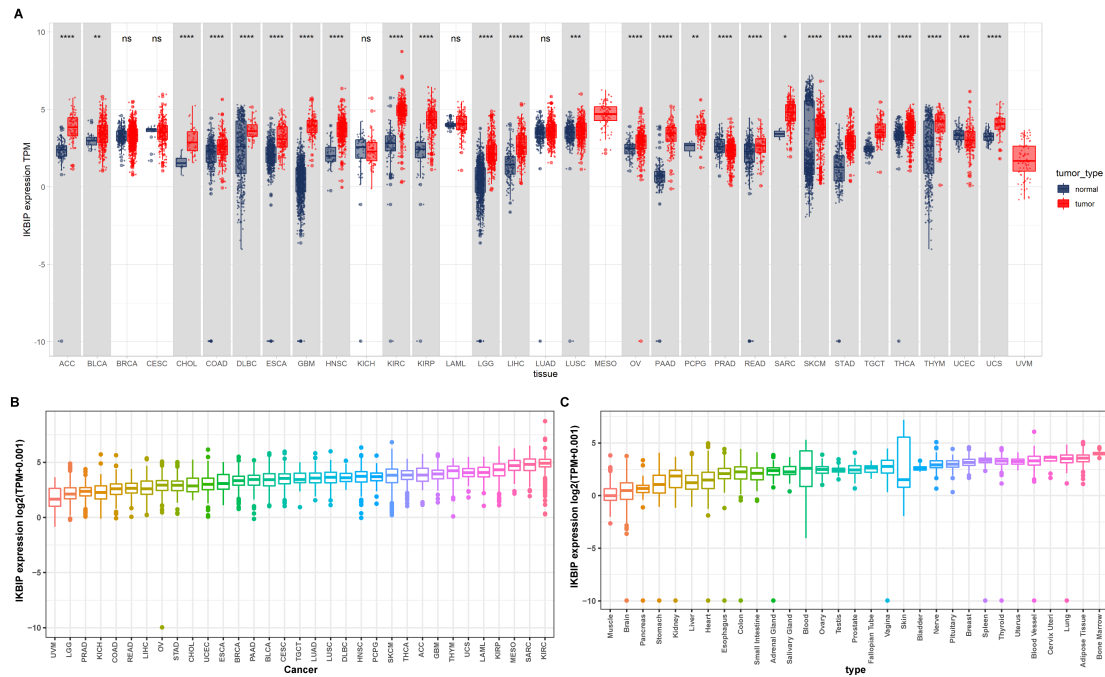 A
IKBIP expression TPM
10
5
0
-5
-10
**** ** ns ns **** **** **** **** **** **** ns **** **** ns **** **** ns *** **** **** ** **** **** * **** **** **** **** **** *** ****
ACC BLCA BRCA CESC CHOL COAD DLBC ESCA GBM HNSC KICH KIRC KIRP LAML LGG LIHC LUAD LUSC MESO OV PAAD PCPG PRAD READ SARC SKCM STAD TGCT THCA THYM UCEC UCS UVM
tissue
tumor_type
normal
tumor
B
IKBIP expression log2(TPM+0.001)
10
5
0
−5
−10
UVM LGG PRAD KICH COAD READ LIHC OV STAD CHOL UCEC ESCA BRCA PAAD BLCA CESC TGCT LUAD LUSC DLBC HNSC PCPG SKCM THCA ACC GBM THYM UCS LAML KIRP MESO SARC KIRC
Cancer
C
IKBIP expression log2(TPM+0.001)
5
0
−5
−10
Muscle Brain Pancreas Stomach Kidney Liver Heart Esophagus Colon Small Intestine Adrenal Gland Salivary Gland Blood Ovary Testis Prostate Fallopian Tube Vagina Skin Bladder Nerve Pituitary Breast Spleen Thyroid Uterus Blood Vessel Cervix Uteri Lung Adipose Tissue Bone Marrow
type